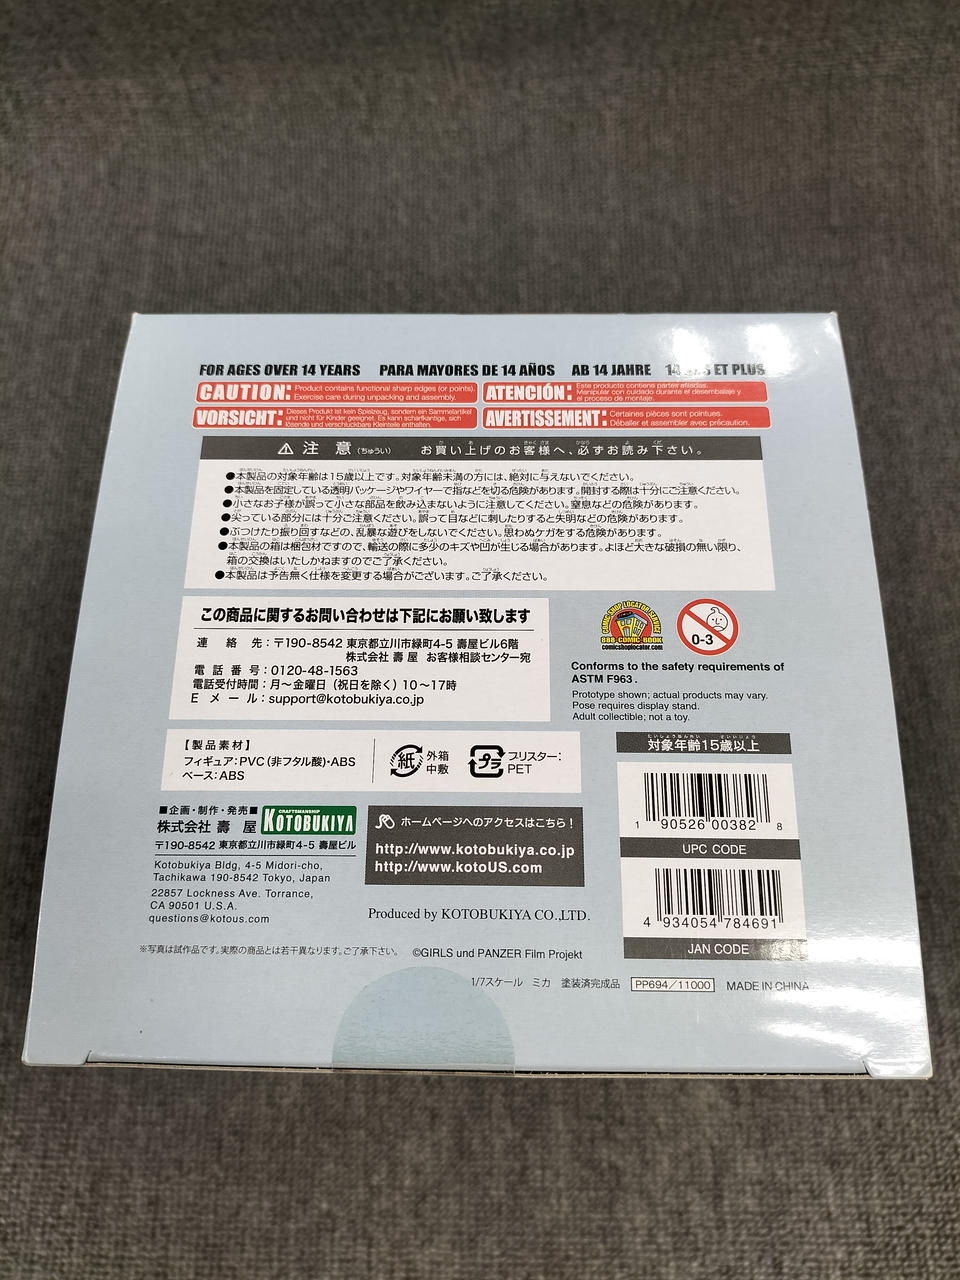 FOR AGES OVER 14 YEARS PARA MAYORES DE 14 AÑOS AB 14 JAHRE 14 ET PLUS
CAUTION: Product contains functional sharp edges (or points).
Exercise care during unpacking and assembly.
ATENCIÓN: Este producto contiene partes afiladas.
Manipular con cuidado durante el desembalaje y
el proceso de montaje.
VORSICHT: Dieses Produkt ist kein Spielzeug, sondern ein Sammelartikel
und nicht für Kinder geeignet. Es kann scharfkantige, sich
lösende und verschluckbare Kleinteile enthalten.
AVERTISSEMENT: Certaines pièces sont pointues.
Déballer et assembler avec précaution.
⚠ 注意 (ちゅうい) お買い上げのお客様へ、必ずお読み下さい。
●本製品の対象年齢は15歳以上です。対象年齢未満の方には、絶対に与えないでください。
●本製品を固定している透明パッケージやワイヤーで指などを切る危険があります。開封する際は十分にご注意ください。
●小さなお子様が誤って小さな部品を飲み込まないように注意してください。窒息などの危険があります。
●尖っている部分には十分ご注意ください。誤って目などに刺したりすると失明などの危険があります。
●ぶつけたり振り回すなどの、乱暴な遊びをしないでください。思わぬケガをする危険があります。
●本製品の箱は梱包材ですので、輸送の際に多少のキズや凹が生じる場合があります。よほど大きな破損の無い限り、
箱の交換はいたしかねますのでご了承ください。
●本製品は予告無く仕様を変更する場合がございます。ご了承ください。
この商品に関するお問い合わせは下記にお願い致します
連絡先:〒190-8542 東京都立川市緑町4-5 壽屋ビル6階
株式会社 壽屋 お客様相談センター宛
電話番号:0120-48-1563
電話受付時間:月〜金曜日(祝日を除く)10〜17時
Eメール:support@kotobukiya.co.jp
COMIC SHOP LOCATOR SERVICE
888-COMIC-BOOK
comicshoplocator.com
0-3
Conforms to the safety requirements of
ASTM F963.
Prototype shown; actual products may vary.
Pose requires display stand.
Adult collectible; not a toy.
【製品素材】
フィギュア:PVC(非フタル酸)・ABS
ベース:ABS
紙 外箱
中敷
プラ ブリスター:
PET
対象年齢15歳以上
1 90526 00382 8
UPC CODE
4 934054 784691
JAN CODE
■企画・制作・発売■
株式会社 壽屋
CRAFTSMANSHIP
KOTOBUKIYA
〒190-8542 東京都立川市緑町4-5 壽屋ビル
Kotobukiya Bldg, 4-5 Midori-cho,
Tachikawa 190-8542 Tokyo, Japan
22857 Lockness Ave. Torrance,
CA 90501 U.S.A.
questions@kotous.com
ホームページへのアクセスはこちら!
http://www.kotobukiya.co.jp
http://www.kotoUS.com
Produced by KOTOBUKIYA CO.,LTD.
※写真は試作品です。実際の商品とは若干異なります。ご了承下さい。
©GIRLS und PANZER Film Projekt
1/7スケール ミカ 塗装済完成品 PP694/11000 MADE IN CHINA